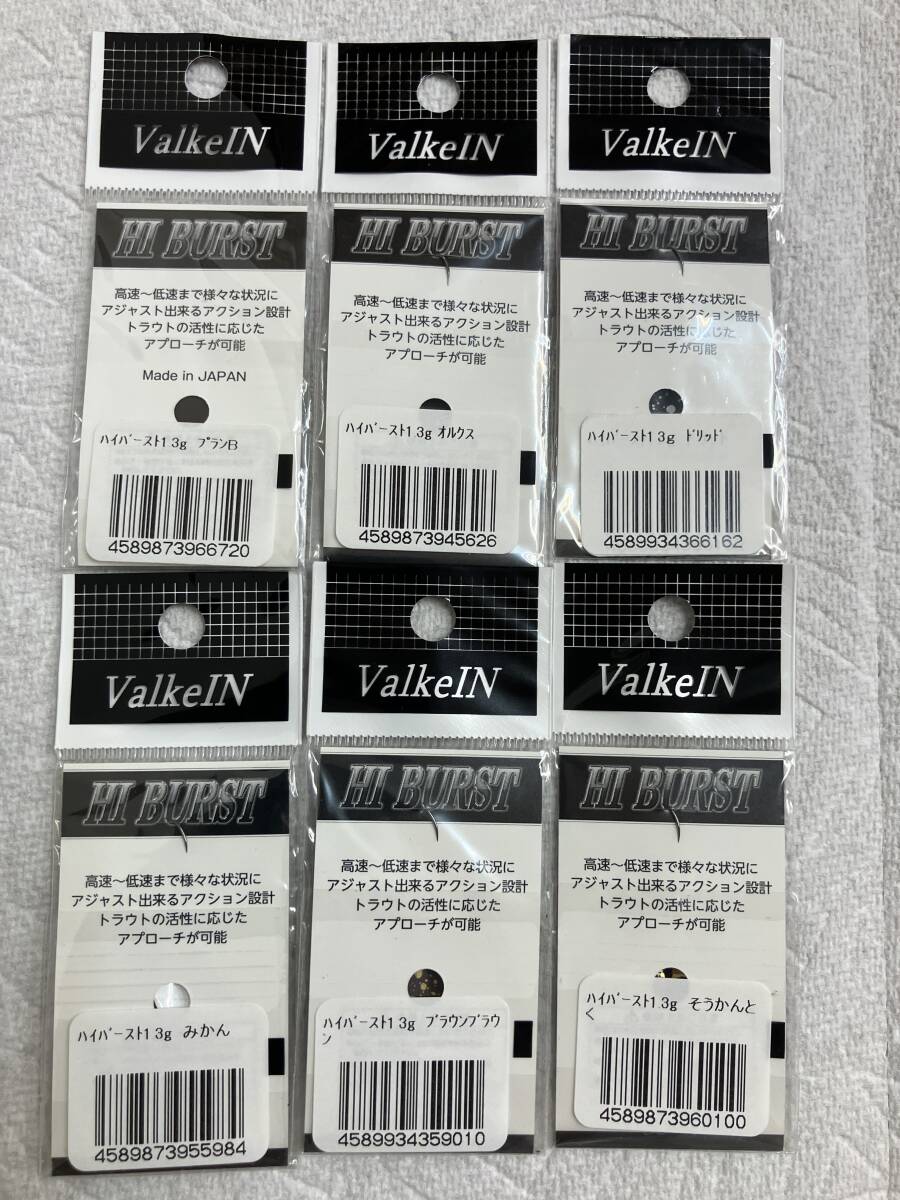 ValkeIN
HI BURST
高速～低速まで様々な状況に
アジャスト出来るアクション設計
トラウトの活性に応じた
アプローチが可能
Made in JAPAN
ﾊｲﾊﾞｰｽﾄ1.3g ﾌﾟﾗﾝB
4589873966720
ValkeIN
HI BURST
高速～低速まで様々な状況に
アジャスト出来るアクション設計
トラウトの活性に応じた
アプローチが可能
ﾊｲﾊﾞｰｽﾄ1.3g ｵﾙｸｽ
4589873945626
ValkeIN
HI BURST
高速～低速まで様々な状況に
アジャスト出来るアクション設計
トラウトの活性に応じた
アプローチが可能
ﾊｲﾊﾞｰｽﾄ1.3g ﾄﾞﾘｯﾄﾞ
4589934366162
ValkeIN
HI BURST
高速～低速まで様々な状況に
アジャスト出来るアクション設計
トラウトの活性に応じた
アプローチが可能
ﾊｲﾊﾞｰｽﾄ1.3g みかん
4589873955984
ValkeIN
HI BURST
高速～低速まで様々な状況に
アジャスト出来るアクション設計
トラウトの活性に応じた
アプローチが可能
ﾊｲﾊﾞｰｽﾄ1.3g ﾌﾞﾗｳﾝﾌﾞﾗｳ
ﾝ
4589934359010
ValkeIN
HI BURST
高速～低速まで様々な状況に
アジャスト出来るアクション設計
トラウトの活性に応じた
アプローチが可能
ﾊｲﾊﾞｰｽﾄ1.3g そうかんと
く
4589873960100